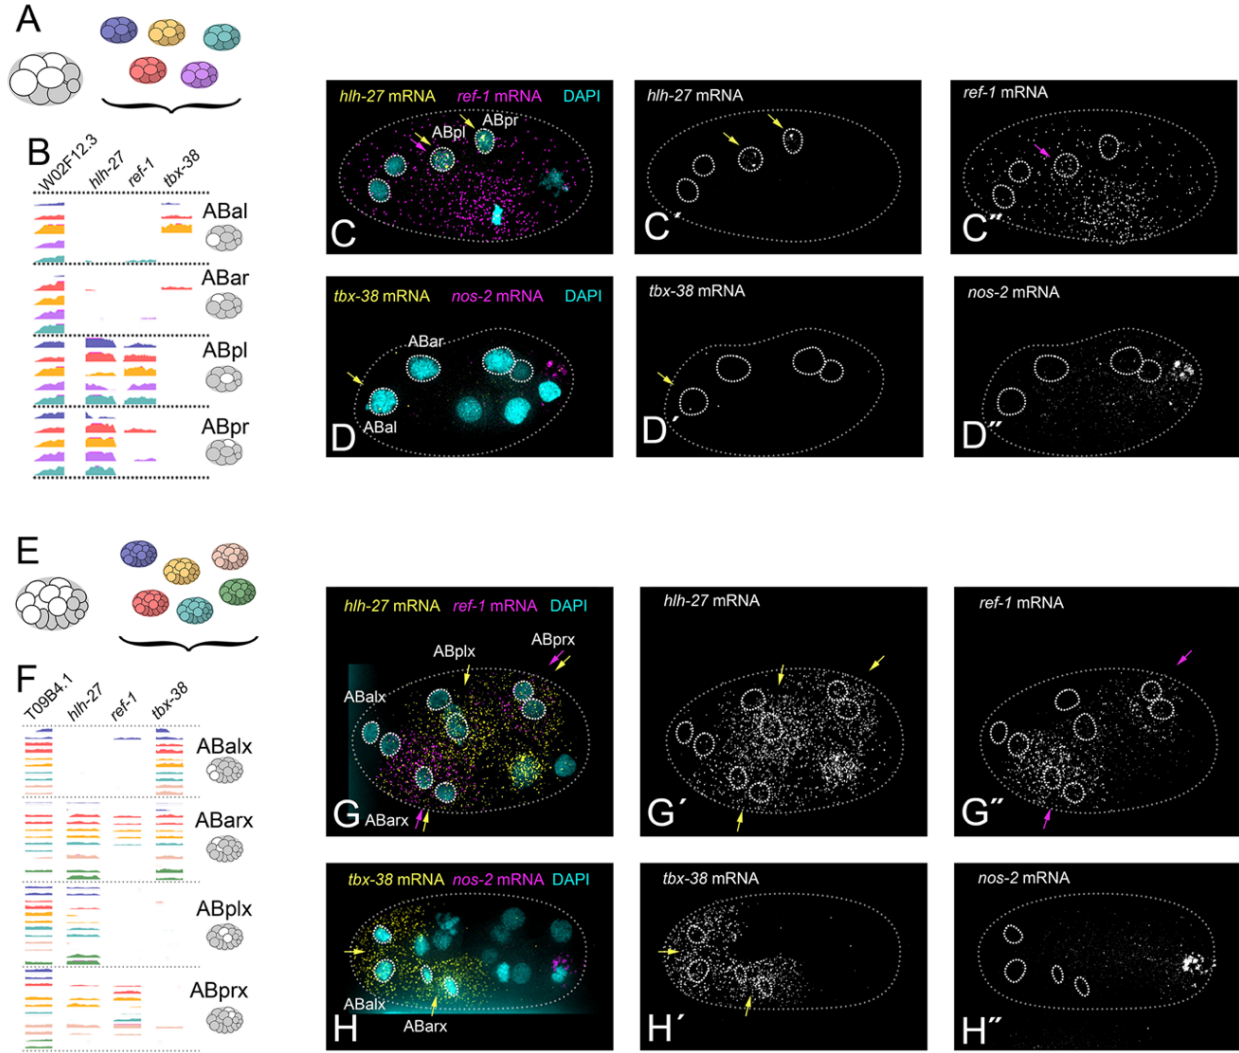 A
B
W02F12.3 hlh-27 ref-1 tbx-38
ABal
ABar
ABpl
ABpr
hlh-27 mRNA ref-1 mRNA DAPI
ABpl ABpr
C
hlh-27 mRNA
C′
ref-1 mRNA
C″
tbx-38 mRNA nos-2 mRNA DAPI
ABar
ABal
D
tbx-38 mRNA
D′
nos-2 mRNA
D″
E
F
T09B4.1 hlh-27 ref-1 tbx-38
ABalx
ABarx
ABplx
ABprx
hlh-27 mRNA ref-1 mRNA DAPI
ABplx ABprx
ABalx
ABarx
G
hlh-27 mRNA
G′
ref-1 mRNA
G″
tbx-38 mRNA nos-2 mRNA DAPI
ABalx
ABarx
H
tbx-38 mRNA
H′
nos-2 mRNA
H″